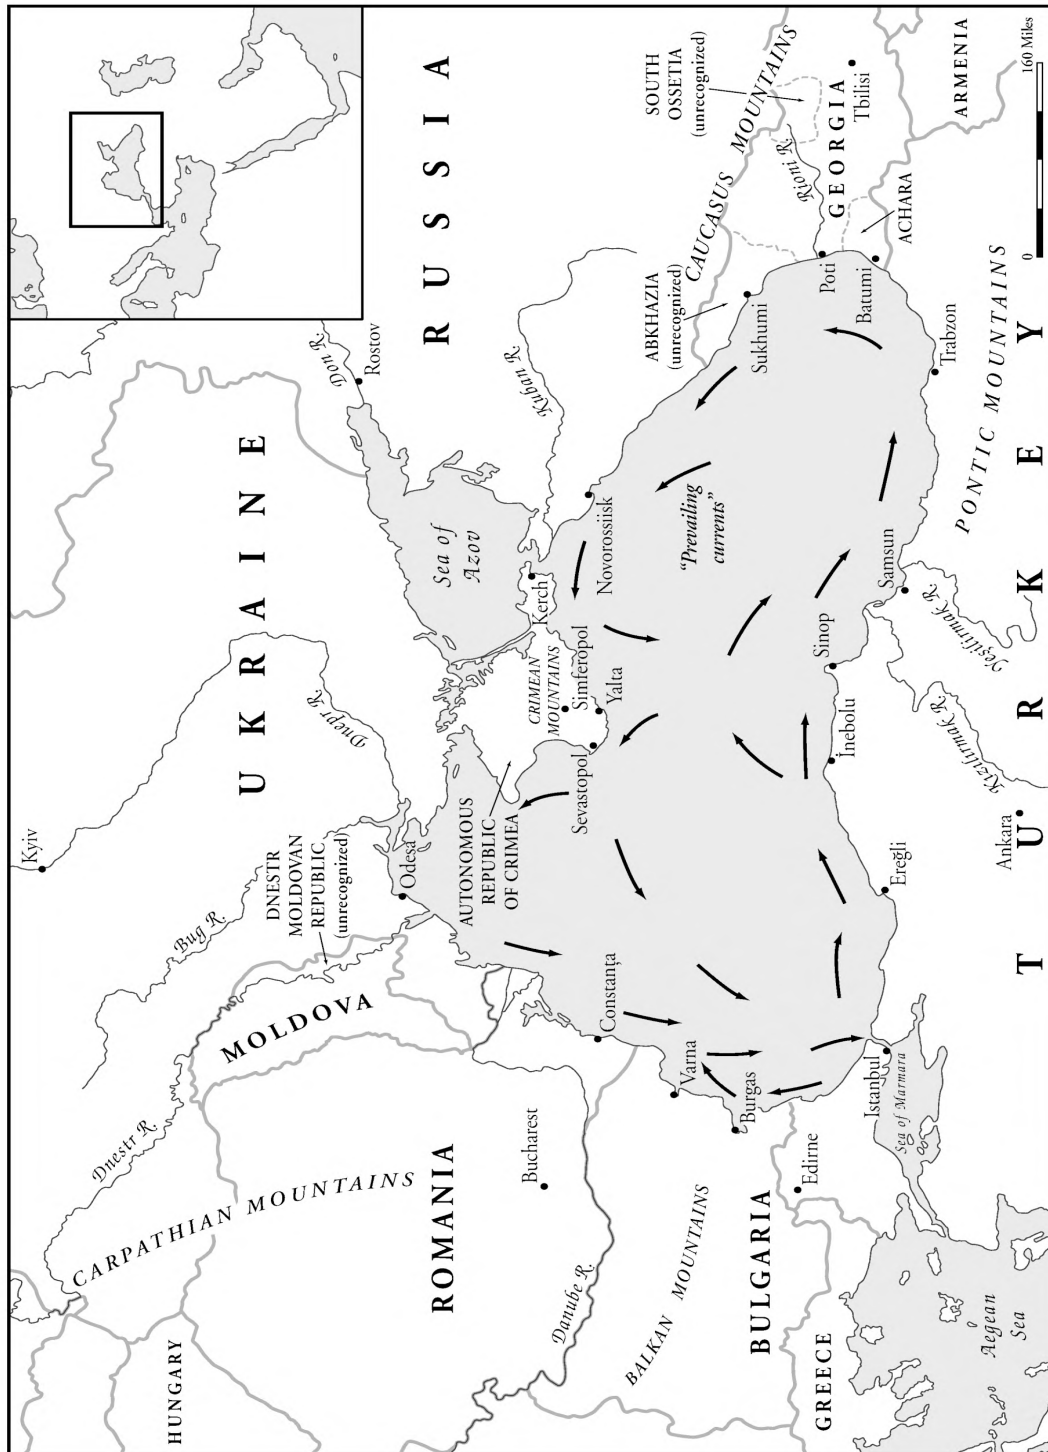 Kyiv
UKRAINE
RUSSIA
Don R.
Rostov
Bug R.
Dnepr R.
DNESTR
MOLDOVAN
REPUBLIC
(unrecognized)
Odesa
Sea of
Azov
Kuban R.
Dnestr R.
MOLDOVA
AUTONOMOUS
REPUBLIC
OF CRIMEA
CRIMEAN
MOUNTAINS
Simferopol
Kerch
Yalta
Sevastopol
Novorossiisk
HUNGARY
CARPATHIAN MOUNTAINS
ROMANIA
Bucharest
Danube R.
Constanța
"Prevailing
currents"
ABKHAZIA
(unrecognized)
CAUCASUS MOUNTAINS
SOUTH
OSSETIA
(unrecognized)
Sukhumi
Rioni R.
Poti
GEORGIA
Tbilisi
Batumi
ACHARA
ARMENIA
BALKAN MOUNTAINS
Varna
Burgas
BULGARIA
Edirne
GREECE
Aegean
Sea
Istanbul
Sea of Marmara
Ereğli
İnebolu
Sinop
Samsun
Trabzon
Ankara
Kizilirmak R.
Yeşilirmak R.
PONTIC MOUNTAINS
TURKEY
0
160 Miles